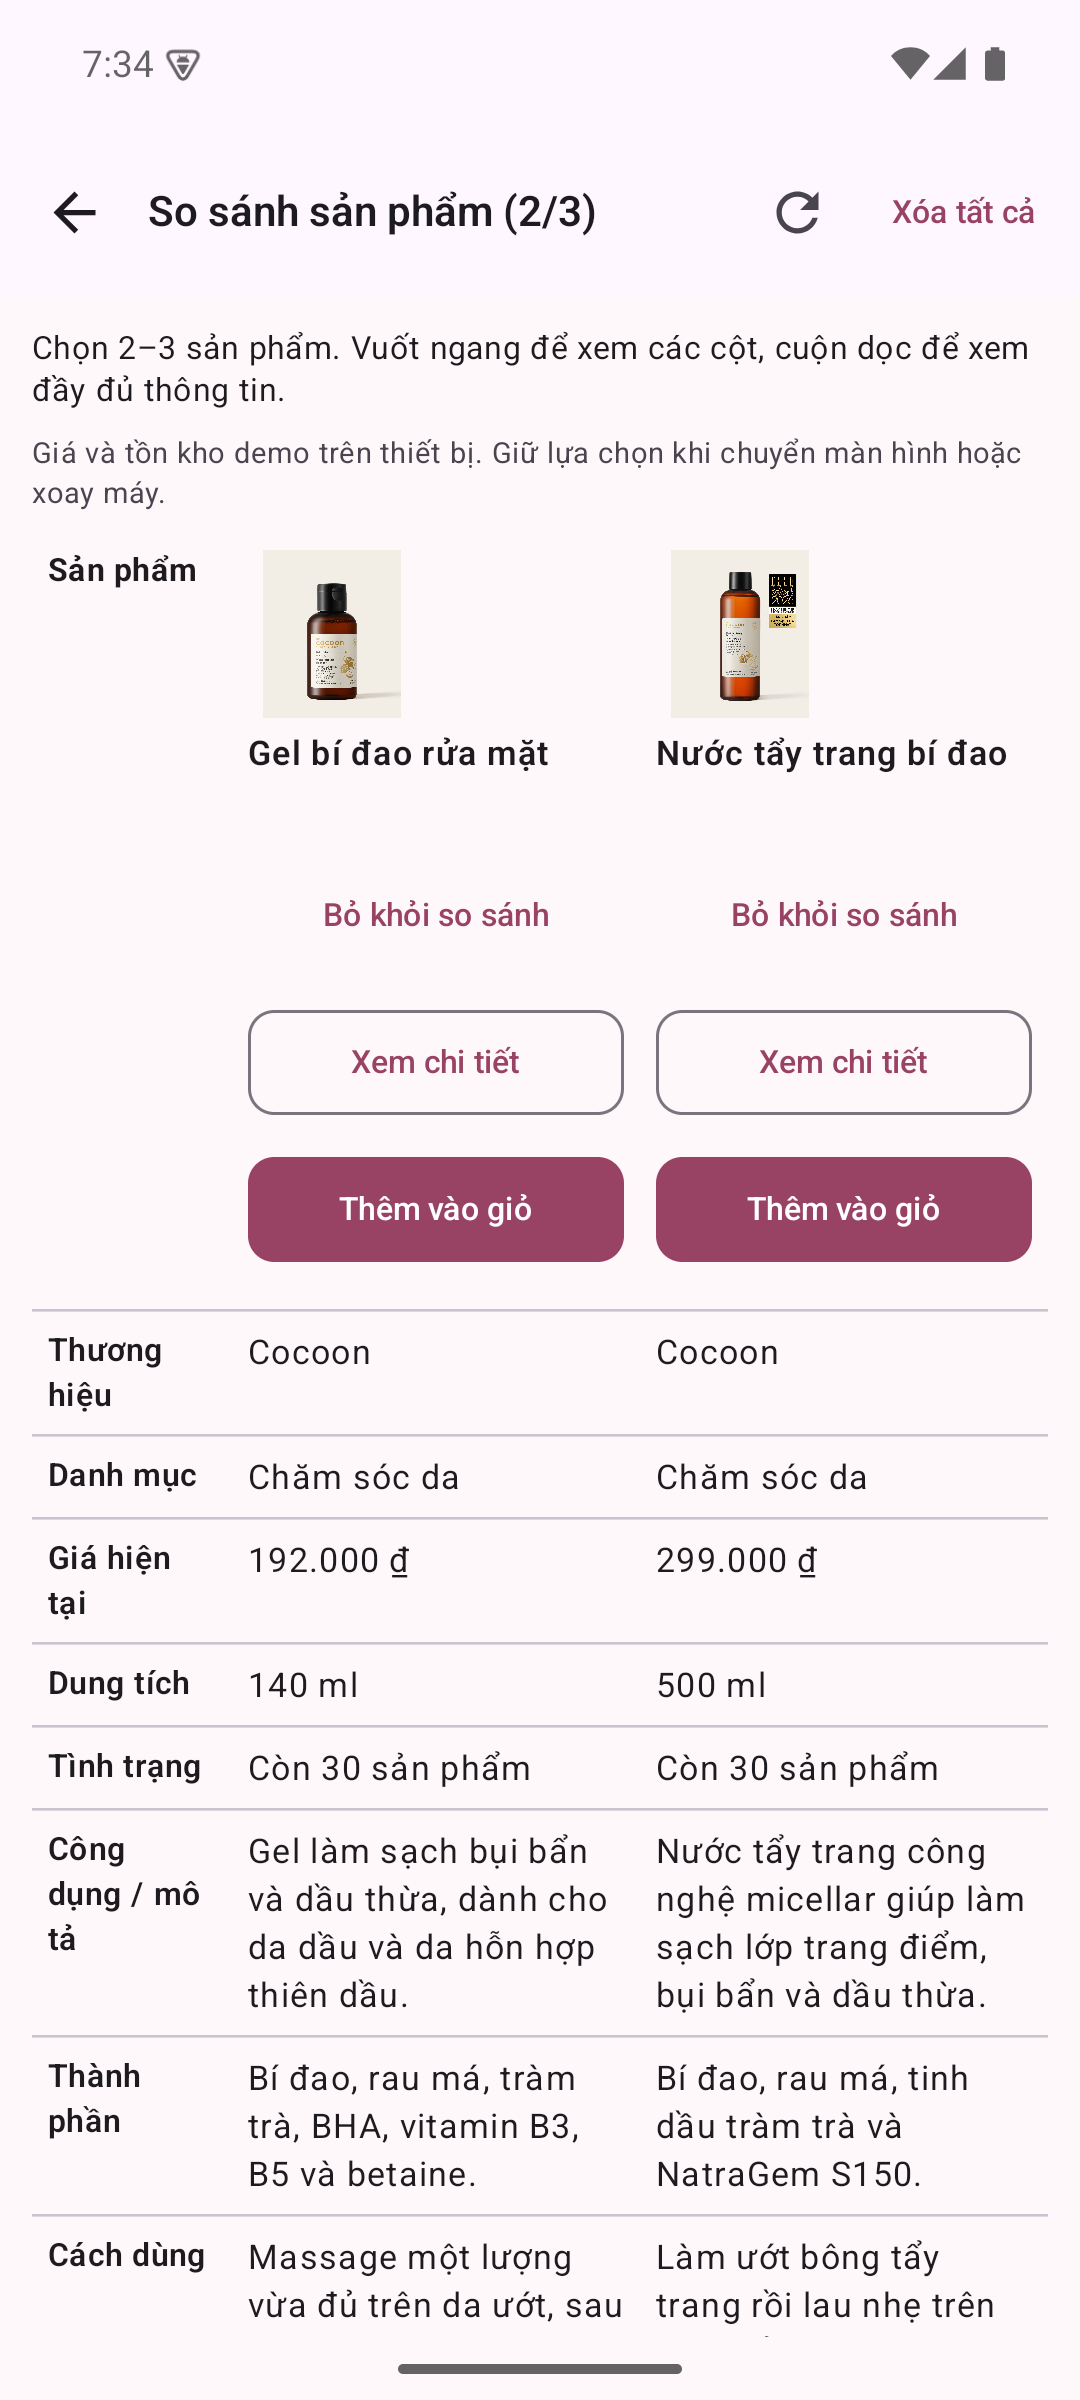 7:34
So sánh sản phẩm (2/3)
Xóa tất cả
Chọn 2–3 sản phẩm. Vuốt ngang để xem các cột, cuộn dọc để xem
đầy đủ thông tin.
Giá và tồn kho demo trên thiết bị. Giữ lựa chọn khi chuyển màn hình hoặc
xoay máy.
Sản phẩm
Cocoon
Gel bí đao rửa mặt
Nước tẩy trang bí đao
Bỏ khỏi so sánh
Bỏ khỏi so sánh
Xem chi tiết
Xem chi tiết
Thêm vào giỏ
Thêm vào giỏ
Thương
hiệu
Cocoon
Cocoon
Danh mục
Chăm sóc da
Chăm sóc da
Giá hiện
tại
192.000 ₫
299.000 ₫
Dung tích
140 ml
500 ml
Tình trạng
Còn 30 sản phẩm
Còn 30 sản phẩm
Công
dụng / mô
tả
Gel làm sạch bụi bẩn
và dầu thừa, dành cho
da dầu và da hỗn hợp
thiên dầu.
Nước tẩy trang công
nghệ micellar giúp làm
sạch lớp trang điểm,
bụi bẩn và dầu thừa.
Thành
phần
Bí đao, rau má, tràm
trà, BHA, vitamin B3,
B5 và betaine.
Bí đao, rau má, tinh
dầu tràm trà và
NatraGem S150.
Cách dùng
Massage một lượng
vừa đủ trên da ướt, sau
Làm ướt bông tẩy
trang rồi lau nhẹ trên